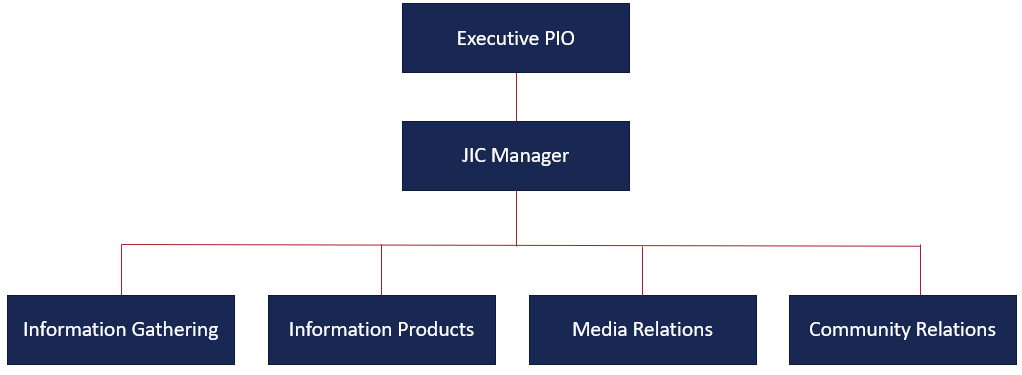 Executive PIO
JIC Manager
Information Gathering
Information Products
Media Relations
Community Relations